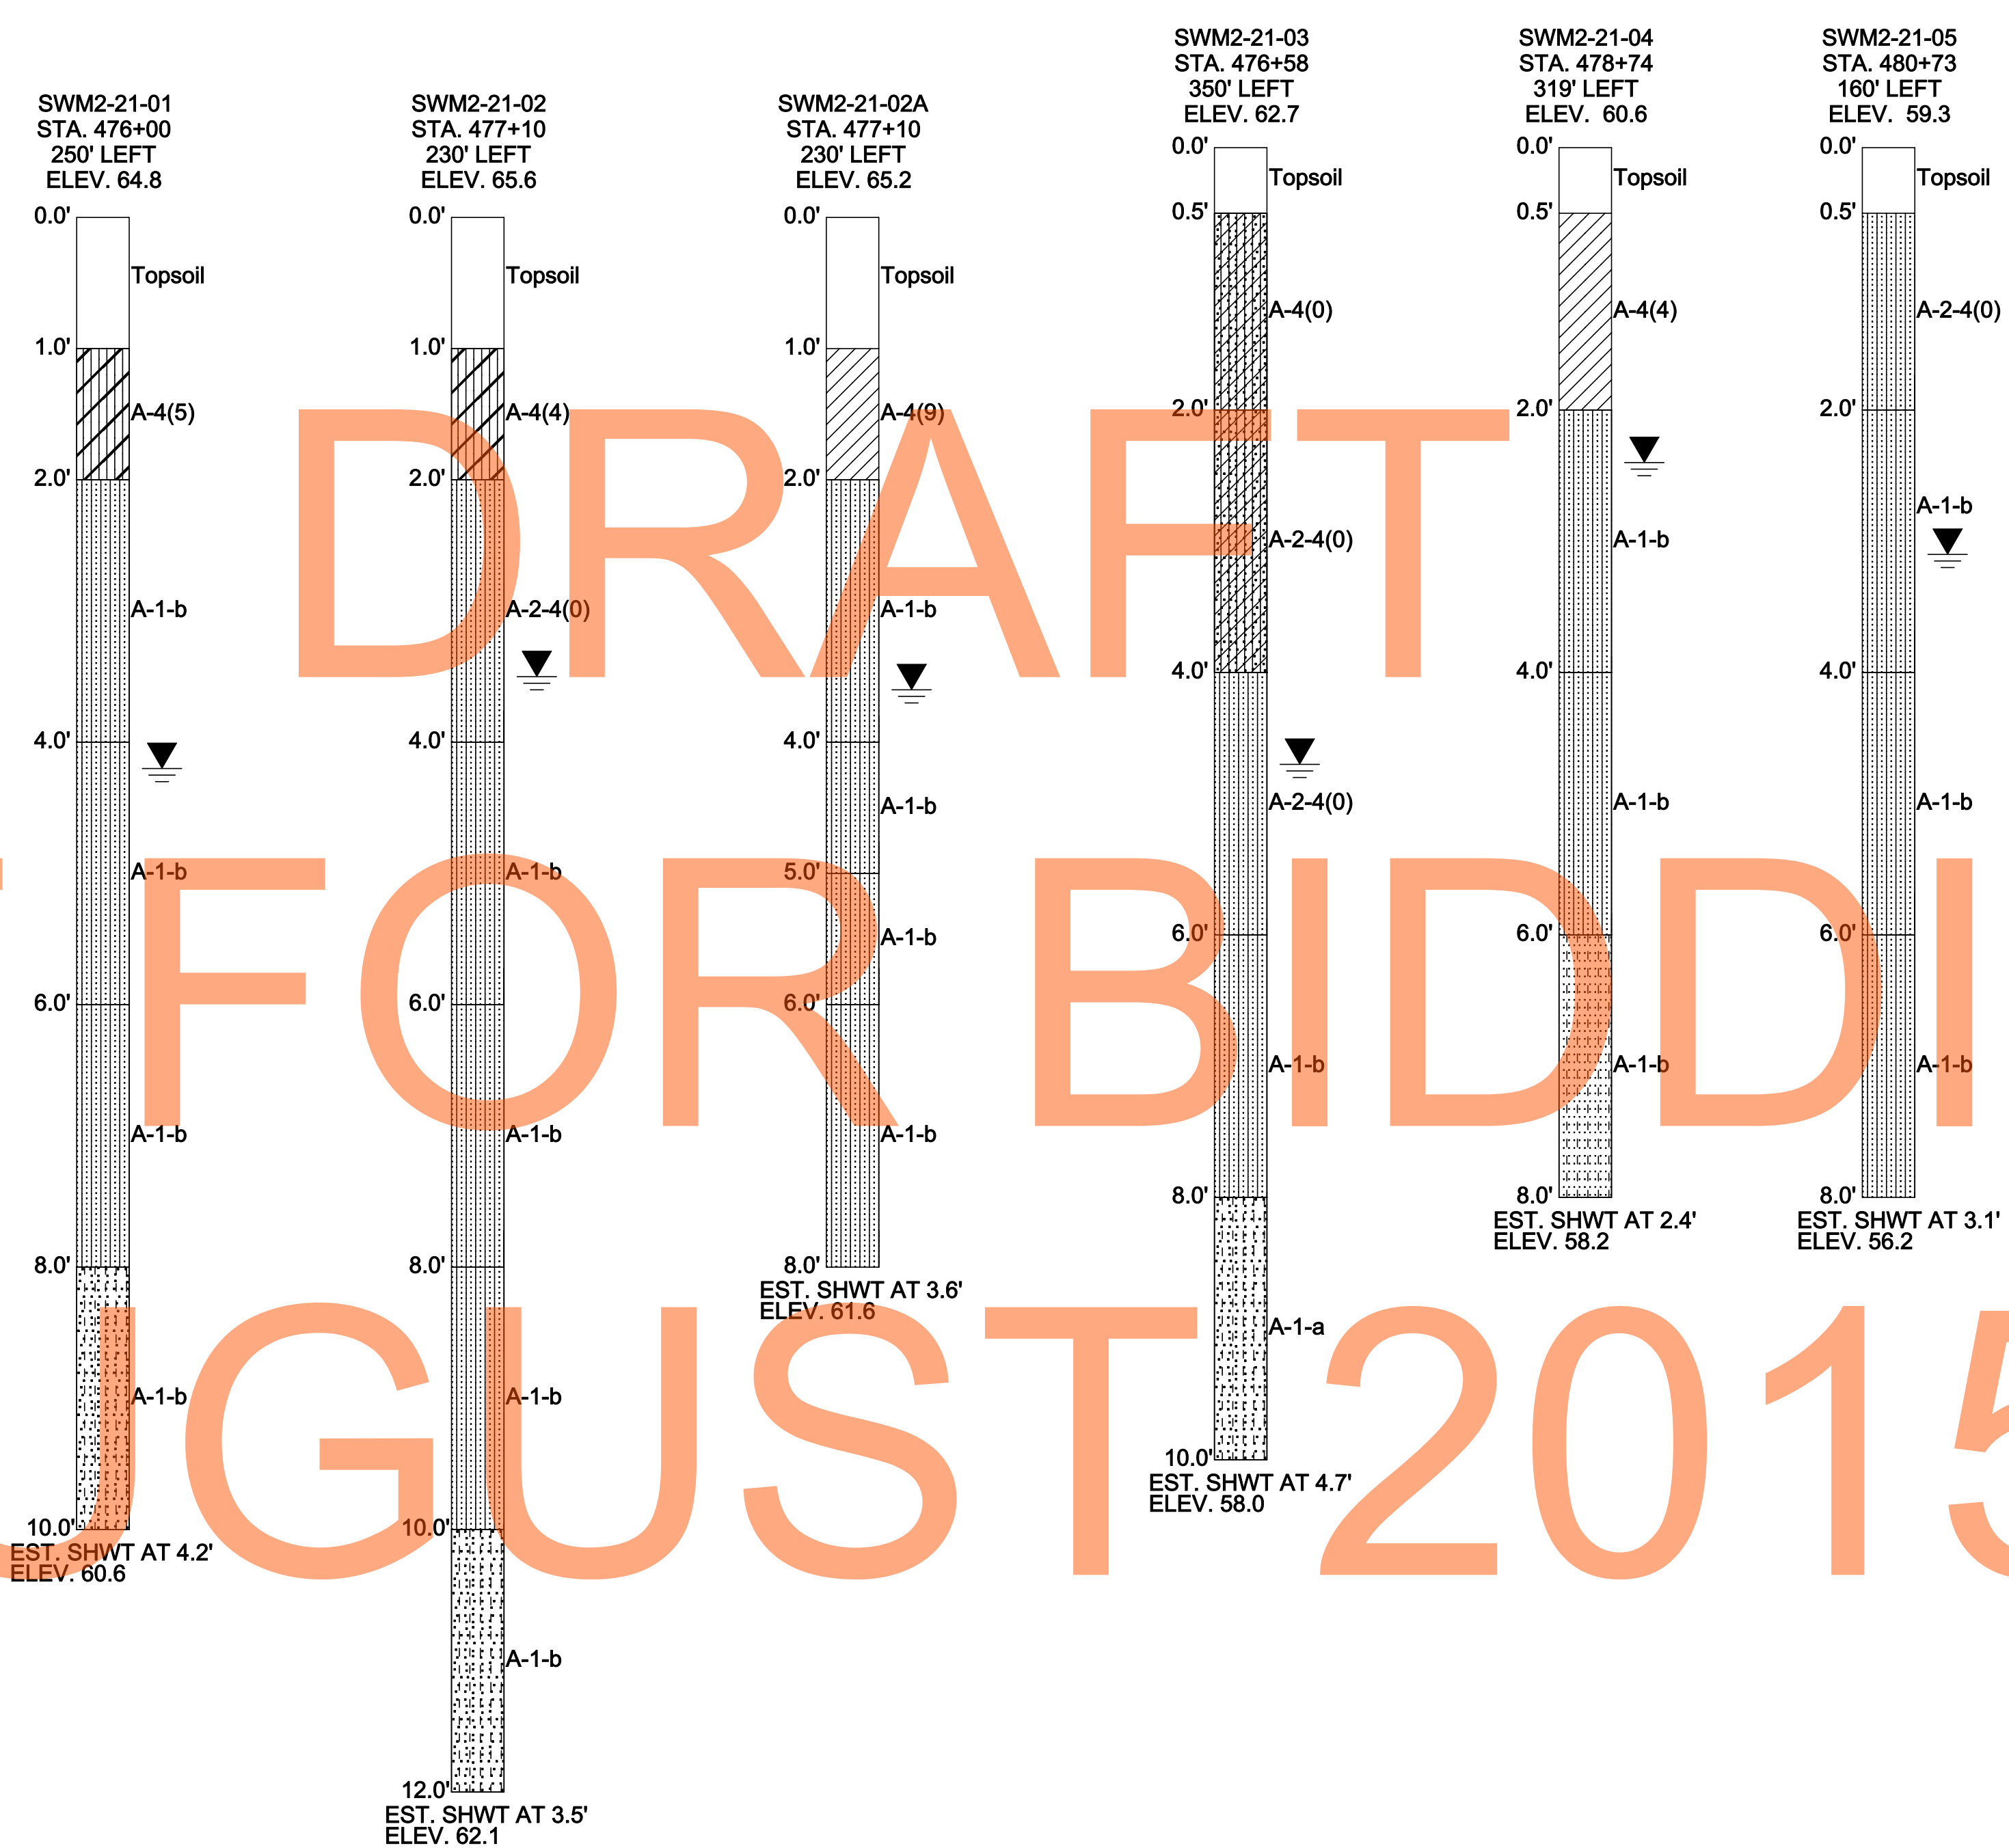 SWM2-21-01
STA. 476+00
250' LEFT
ELEV. 64.8
0.0'
Topsoil
1.0'
A-4(5)
2.0'
A-1-b
4.0'
A-1-b
6.0'
A-1-b
8.0'
A-1-b
10.0'
EST. SHWT AT 4.2'
ELEV. 60.6
SWM2-21-02
STA. 477+10
230' LEFT
ELEV. 65.6
0.0'
Topsoil
1.0'
A-4(4)
2.0'
A-2-4(0)
4.0'
A-1-b
6.0'
A-1-b
8.0'
A-1-b
10.0'
A-1-b
12.0'
EST. SHWT AT 3.5'
ELEV. 62.1
SWM2-21-02A
STA. 477+10
230' LEFT
ELEV. 65.2
0.0'
Topsoil
1.0'
A-4(9)
2.0'
A-1-b
4.0'
A-1-b
5.0'
A-1-b
6.0'
A-1-b
8.0'
EST. SHWT AT 3.6'
ELEV. 61.6
SWM2-21-03
STA. 476+58
350' LEFT
ELEV. 62.7
0.0'
Topsoil
0.5'
A-4(0)
2.0'
A-2-4(0)
4.0'
A-2-4(0)
6.0'
A-1-b
8.0'
A-1-a
10.0'
EST. SHWT AT 4.7'
ELEV. 58.0
SWM2-21-04
STA. 478+74
319' LEFT
ELEV. 60.6
0.0'
Topsoil
0.5'
A-4(4)
2.0'
A-1-b
4.0'
A-1-b
6.0'
A-1-b
8.0'
EST. SHWT AT 2.4'
ELEV. 58.2
SWM2-21-05
STA. 480+73
160' LEFT
ELEV. 59.3
0.0'
Topsoil
0.5'
A-2-4(0)
2.0'
A-1-b
4.0'
A-1-b
6.0'
A-1-b
8.0'
EST. SHWT AT 3.1'
ELEV. 56.2
DRAFT
FOR BIDDI
UGUST 2015